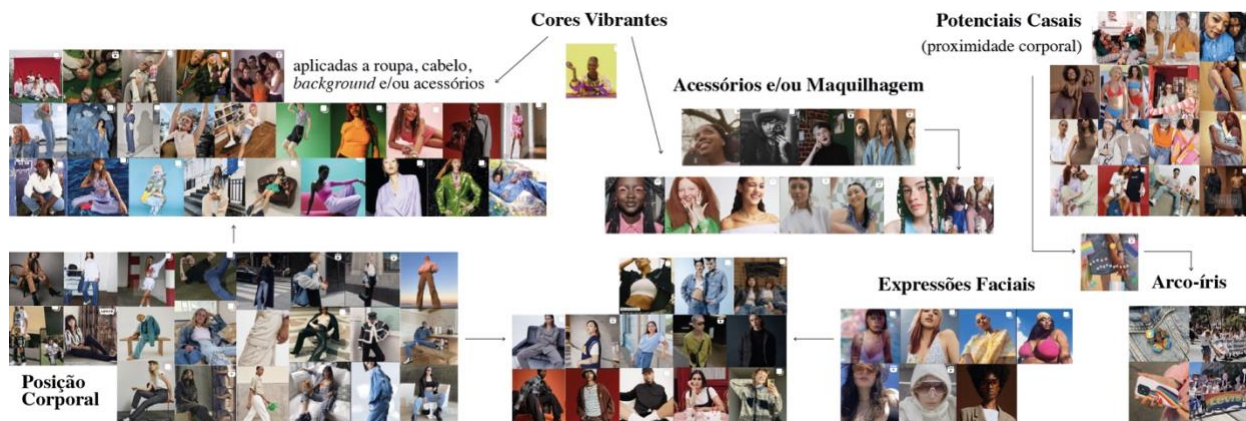 Cores Vibrantes
aplicadas a roupa, cabelo,
background e/ou acessórios
Acessórios e/ou Maquilhagem
Potenciais Casais
(proximidade corporal)
Expressões Faciais
Arco-íris
Posição
Corporal